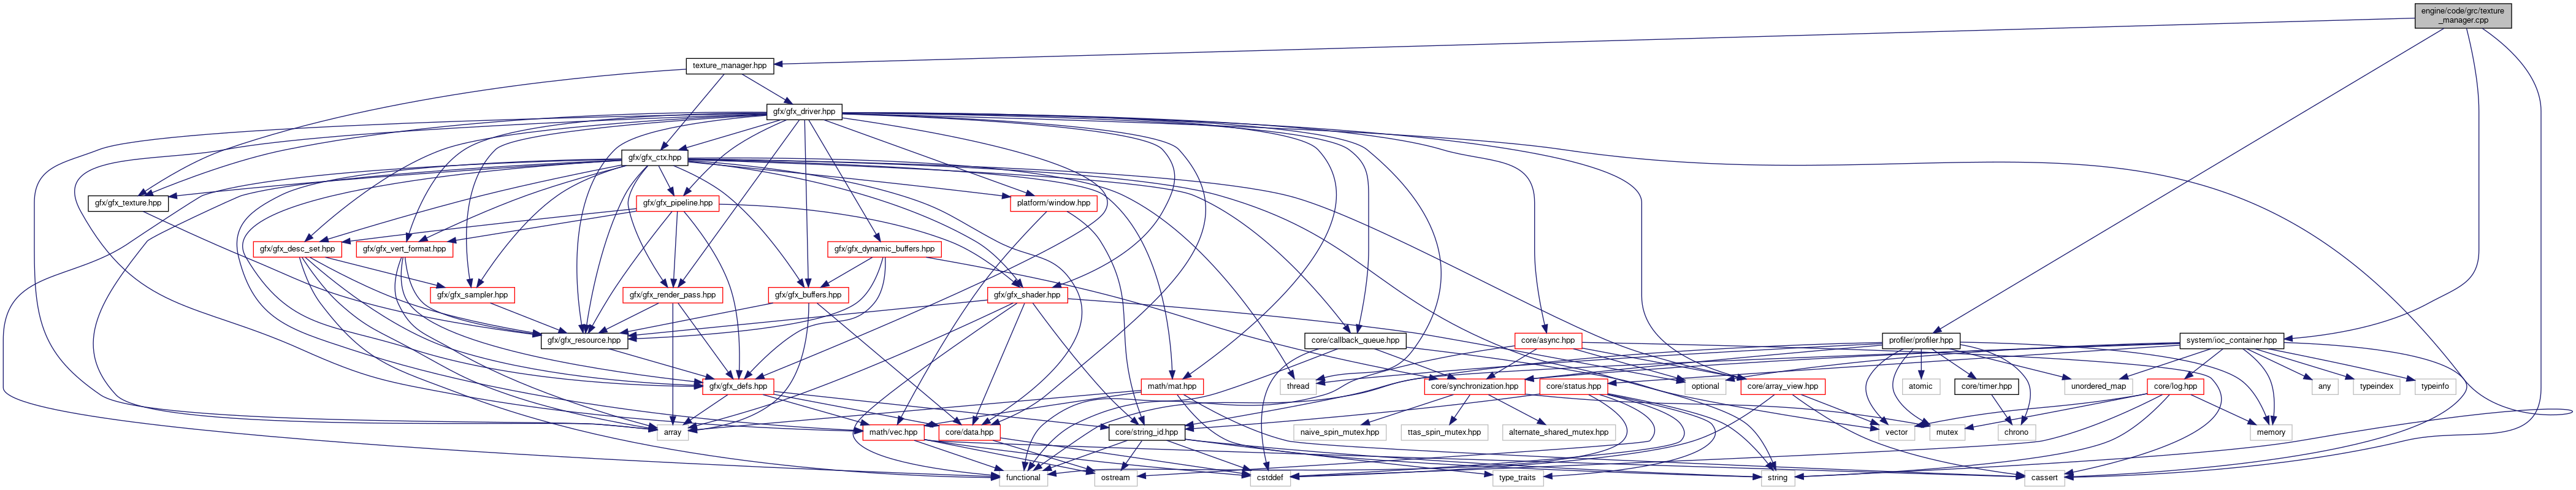 engine/code/grc/texture
_manager.cpp
texture_manager.hpp
gfx/gfx_driver.hpp
gfx/gfx_ctx.hpp
gfx/gfx_texture.hpp
gfx/gfx_pipeline.hpp
platform/window.hpp
gfx/gfx_desc_set.hpp
gfx/gfx_vert_format.hpp
gfx/gfx_dynamic_buffers.hpp
gfx/gfx_sampler.hpp
gfx/gfx_render_pass.hpp
gfx/gfx_buffers.hpp
gfx/gfx_shader.hpp
gfx/gfx_resource.hpp
core/callback_queue.hpp
core/async.hpp
profiler/profiler.hpp
system/ioc_container.hpp
gfx/gfx_defs.hpp
math/mat.hpp
thread
core/synchronization.hpp
core/status.hpp
optional
core/array_view.hpp
atomic
core/timer.hpp
unordered_map
core/log.hpp
any
typeindex
typeinfo
array
math/vec.hpp
core/data.hpp
core/string_id.hpp
naive_spin_mutex.hpp
ttas_spin_mutex.hpp
alternate_shared_mutex.hpp
vector
mutex
chrono
memory
functional
ostream
cstddef
type_traits
string
cassert